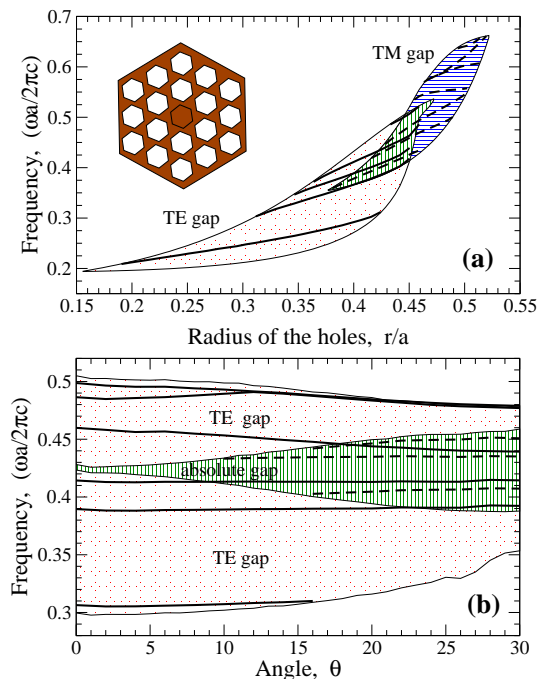 0.7
0.6
0.5
0.4
0.3
0.2
Frequency, (ωa/2πc)
TM gap
TE gap
(a)
0.15 0.2 0.25 0.3 0.35 0.4 0.45 0.5 0.55
Radius of the holes, r/a
0.5
0.45
0.4
0.35
0.3
Frequency, (ωa/2πc)
TE gap
absolute gap
TE gap
(b)
0 5 10 15 20 25 30
Angle, θ